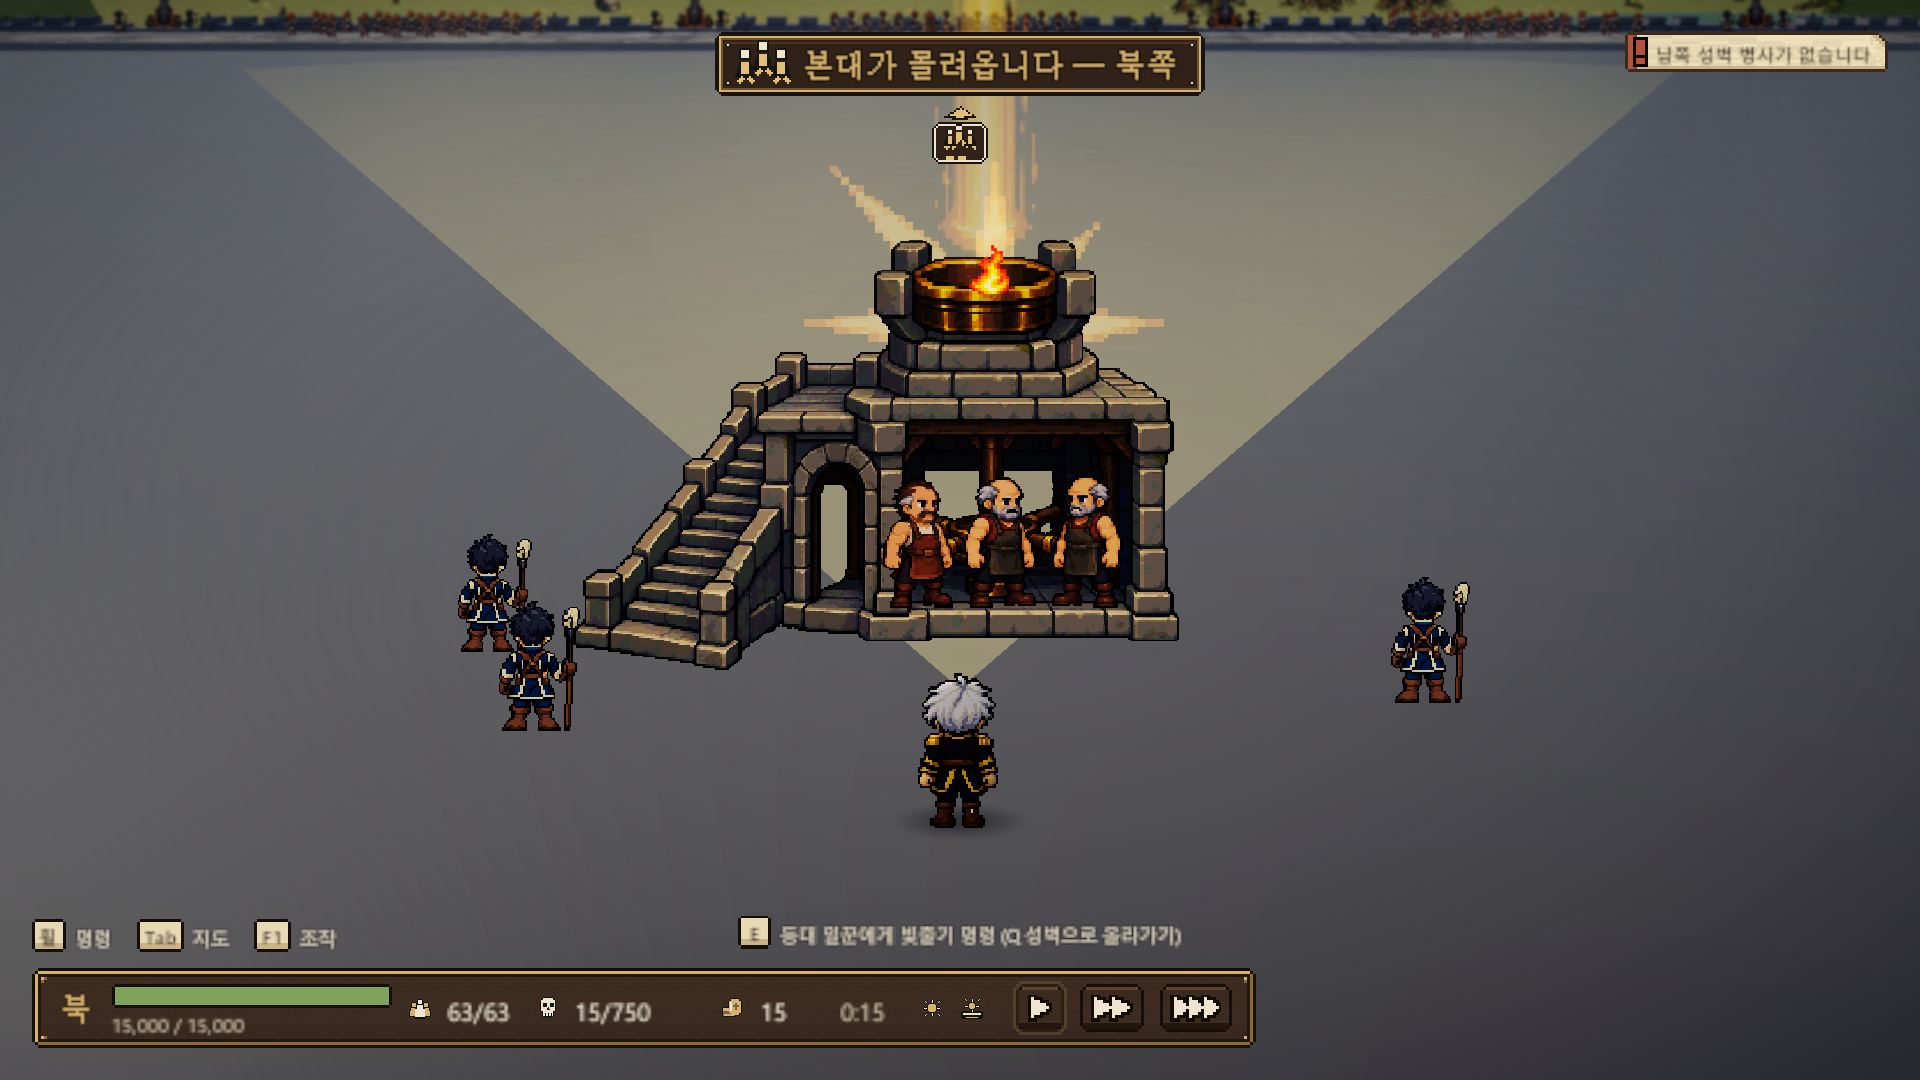 본대가 몰려옵니다 — 북쪽
남쪽 성벽 병사가 없습니다
휠 명령 Tab 지도 F1 조작
E 등대 일꾼에게 빛줄기 명령 (Q 성벽으로 올라가기)
북
15,000 / 15,000
63/63 15/750 15 0:15